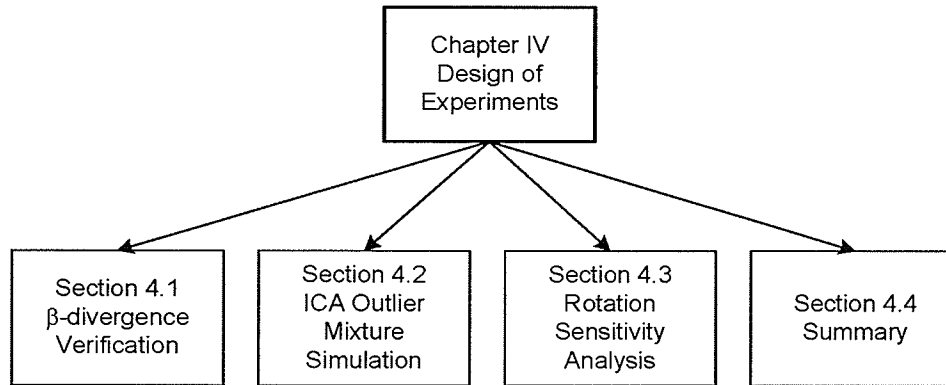 Chapter IV
Design of
Experiments
Section 4.1
β-divergence
Verification
Section 4.2
ICA Outlier
Mixture
Simulation
Section 4.3
Rotation
Sensitivity
Analysis
Section 4.4
Summary